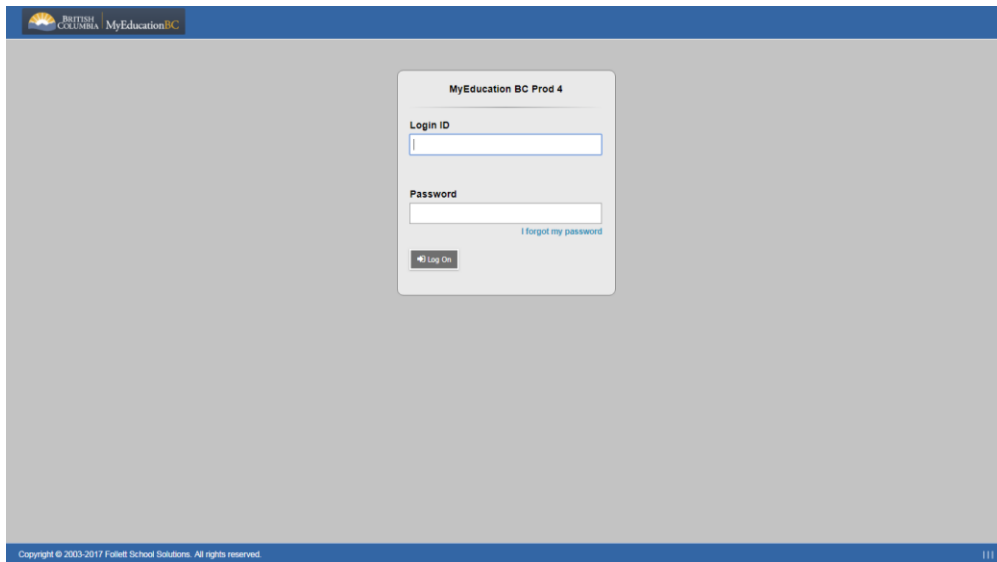 BRITISH
COLUMBIA
MyEducationBC
MyEducation BC Prod 4
Login ID
Password
I forgot my password
Log On
Copyright © 2003-2017 Follett School Solutions. All rights reserved.